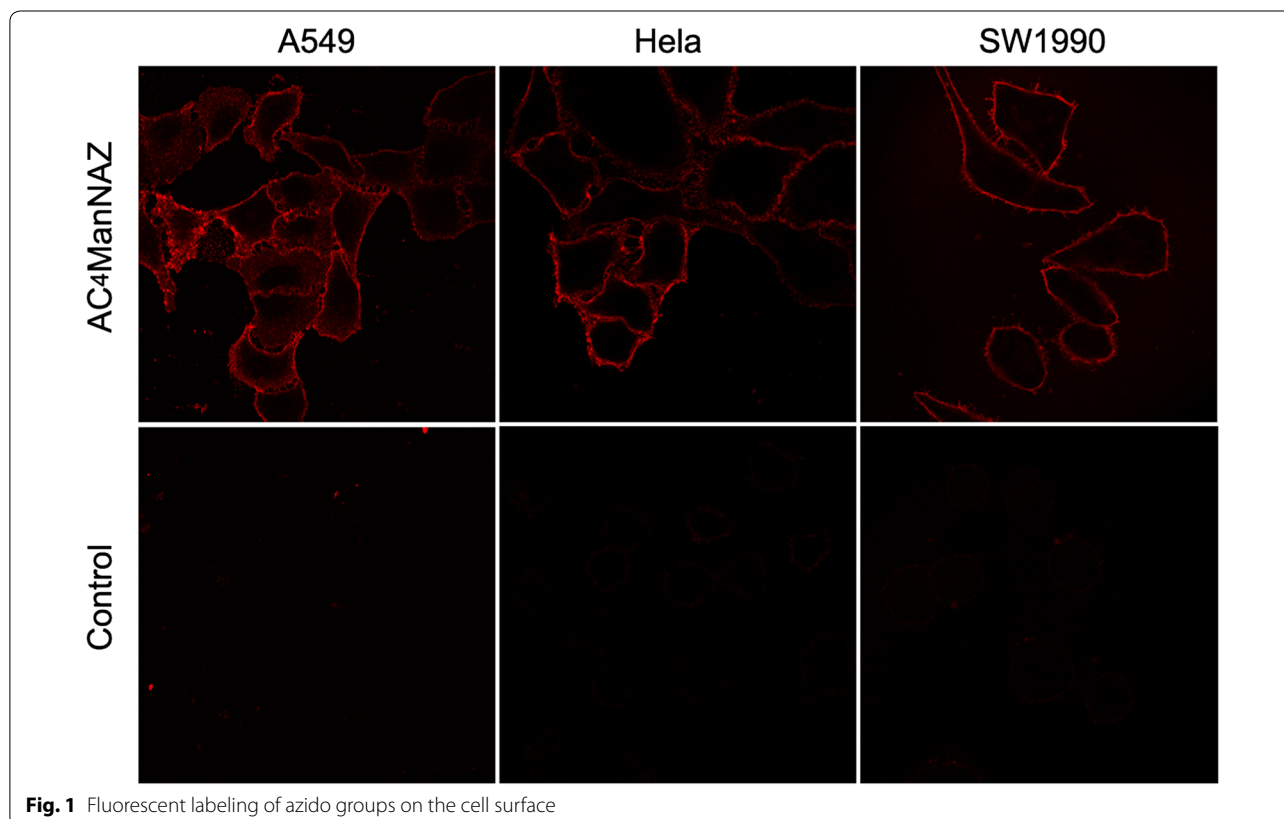 A549 Hela SW1990
AC4ManNAZ
Control
Fig. 1 Fluorescent labeling of azido groups on the cell surface